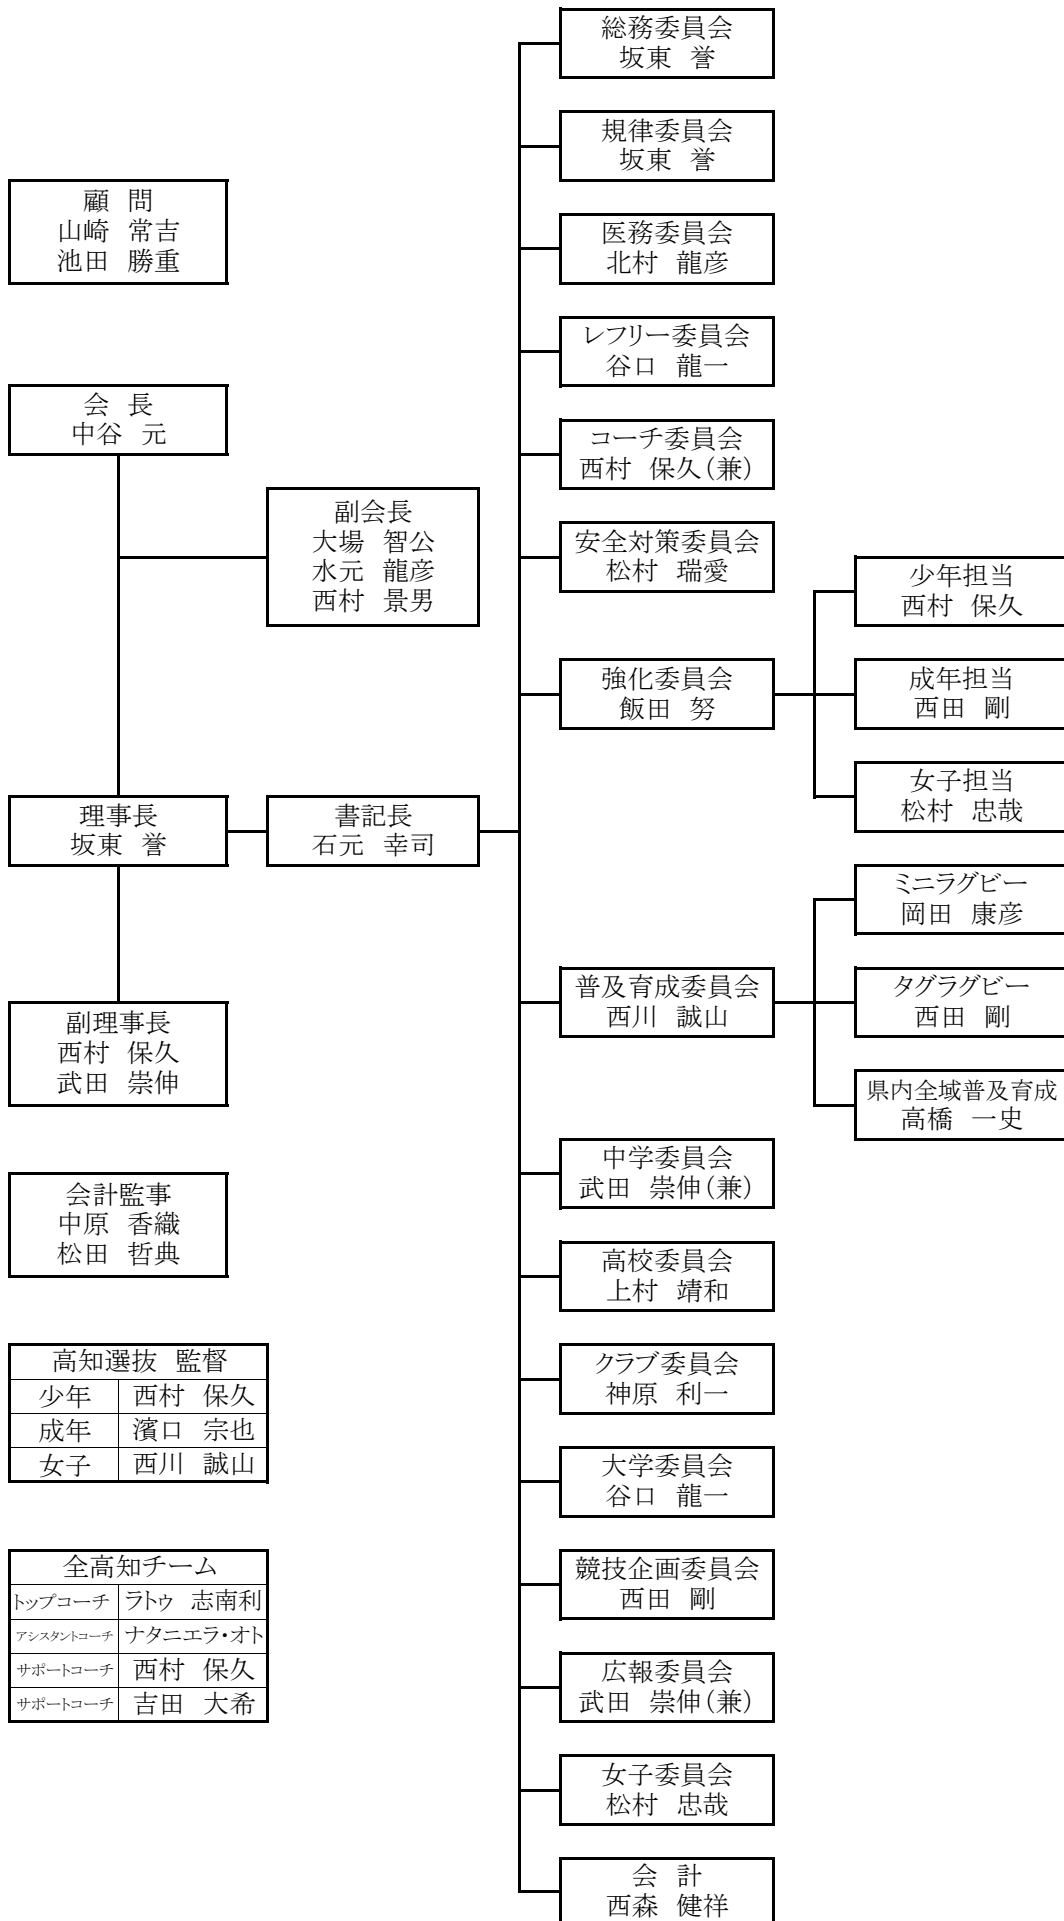 顧 問
山崎 常吉
池田 勝重
会 長
中谷 元
副会長
大場 智公
水元 龍彦
西村 景男
理事長
坂東 誉
書記長
石元 幸司
副理事長
西村 保久
武田 崇伸
会計監事
中原 香織
松田 哲典
高知選抜 監督
少年 西村 保久
成年 濱口 宗也
女子 西川 誠山
全高知チーム
トップコーチ ラトゥ 志南利
アシスタントコーチ ナタニエラ・オト
サポートコーチ 西村 保久
サポートコーチ 吉田 大希
総務委員会
坂東 誉
規律委員会
坂東 誉
医務委員会
北村 龍彦
レフリー委員会
谷口 龍一
コーチ委員会
西村 保久(兼)
安全対策委員会
松村 瑞愛
強化委員会
飯田 努
少年担当
西村 保久
成年担当
西田 剛
女子担当
松村 忠哉
普及育成委員会
西川 誠山
ミニラグビー
岡田 康彦
タグラグビー
西田 剛
県内全域普及育成
高橋 一史
中学委員会
武田 崇伸(兼)
高校委員会
上村 靖和
クラブ委員会
神原 利一
大学委員会
谷口 龍一
競技企画委員会
西田 剛
広報委員会
武田 崇伸(兼)
女子委員会
松村 忠哉
会 計
西森 健祥